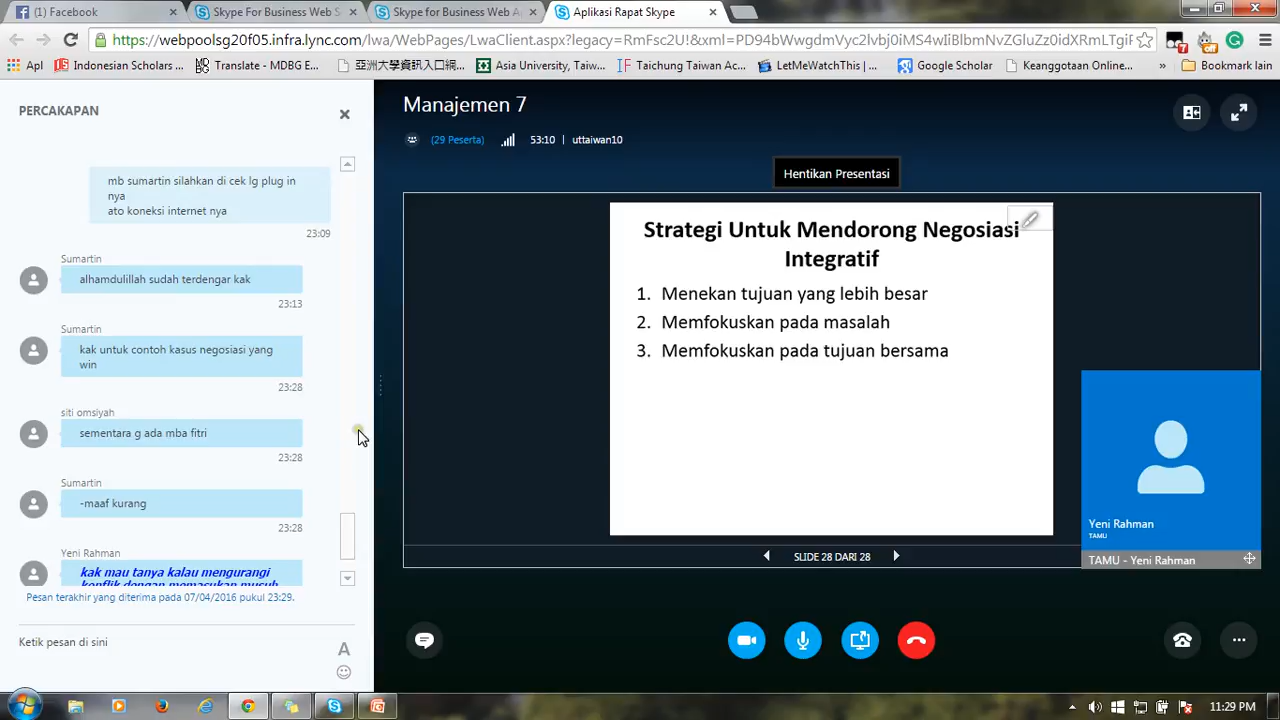 (1) Facebook
Skype For Business Web S
Skype for Business Web A
Aplikasi Rapat Skype
https://webpoolsg20f05.infra.lync.com/lwa/WebPages/LwaClient.aspx?legacy=RmFsc2U!&xml=
Apl
Indonesian Scholars ...
Translate - MDBG E...
亞洲大學資訊入口網...
Asia University, Taiw...
Taichung Taiwan Ac...
LetMeWatchThis | ...
Google Scholar
Keanggotaan Online...
»
Bookmark lain
PERCAKAPAN
mb sumartin silahkan di cek lg plug in
nya
ato koneksi internet nya
23:09
Sumartin
alhamdulillah sudah terdengar kak
23:13
Sumartin
kak untuk contoh kasus negosiasi yang
win
23:28
siti omsiyah
sementara g ada mba fitri
23:28
Sumartin
-maaf kurang
23:28
Yeni Rahman
kak mau tanya kalau mengurangi
konflik dengan memasukan musuh
Pesan terakhir yang diterima pada 07/04/2016 pukul 23:29.
Ketik pesan di sini
A
Manajemen 7
(29 Peserta)
53:10
uttaiwan10
Hentikan Presentasi
Strategi Untuk Mendorong Negosiasi
Integratif
1. Menekan tujuan yang lebih besar
2. Memfokuskan pada masalah
3. Memfokuskan pada tujuan bersama
SLIDE 28 DARI 28
Yeni Rahman
TAMU
TAMU - Yeni Rahman
11:29 PM